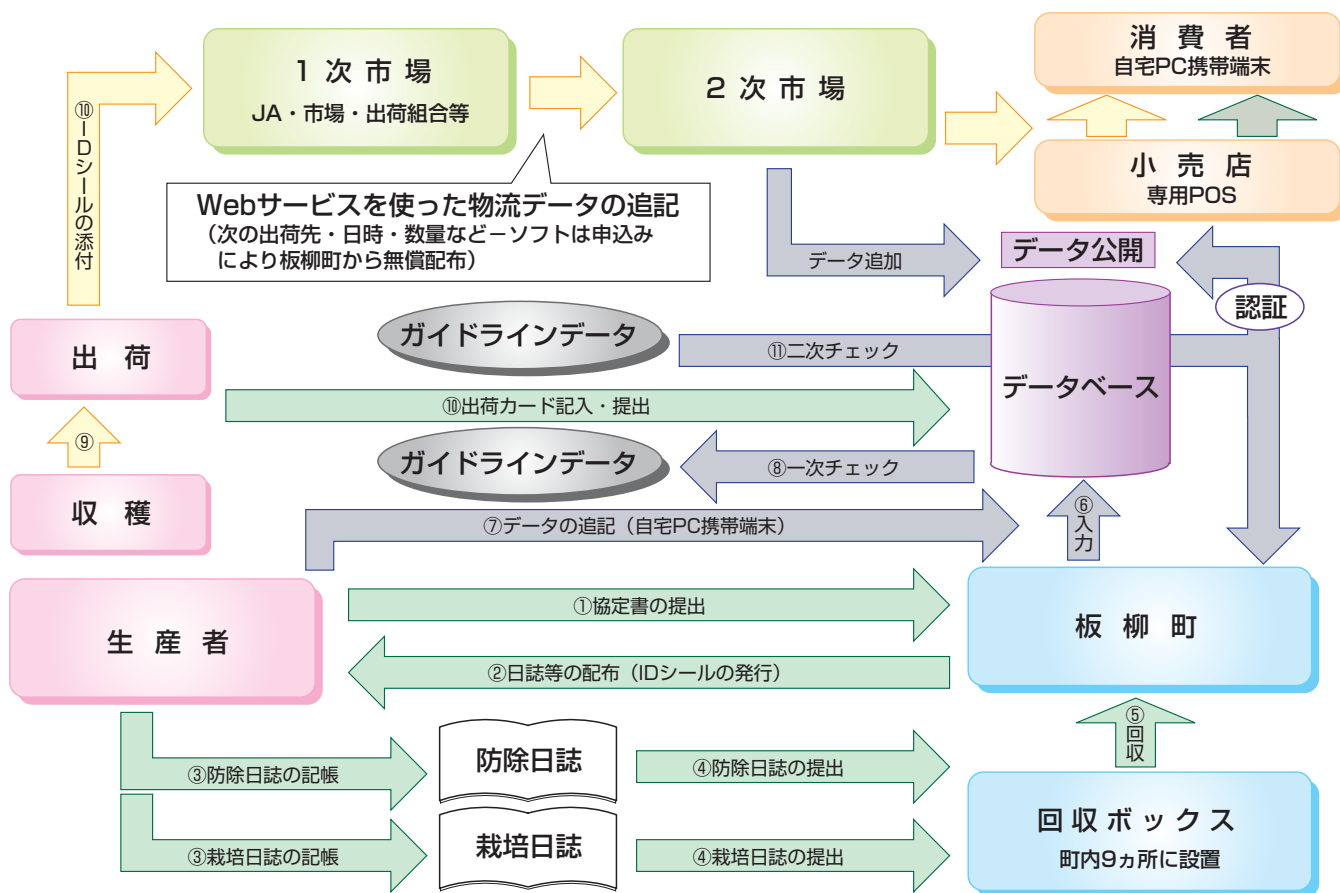 1次市場
JA・市場・出荷組合等
2次市場
消費者
自宅PC携帯端末
小売店
専用POS
⑩IDシールの添付
Webサービスを使った物流データの追記
(次の出荷先・日時・数量など−ソフトは申込み
により板柳町から無償配布)
データ追加
データ公開
認証
出荷
ガイドラインデータ
⑪二次チェック
データベース
⑩出荷カード記入・提出
⑨
ガイドラインデータ
⑧一次チェック
収穫
⑦データの追記(自宅PC携帯端末)
⑥入力
生産者
①協定書の提出
板柳町
②日誌等の配布(IDシールの発行)
⑤回収
③防除日誌の記帳
防除日誌
④防除日誌の提出
回収ボックス
町内9ヵ所に設置
③栽培日誌の記帳
栽培日誌
④栽培日誌の提出